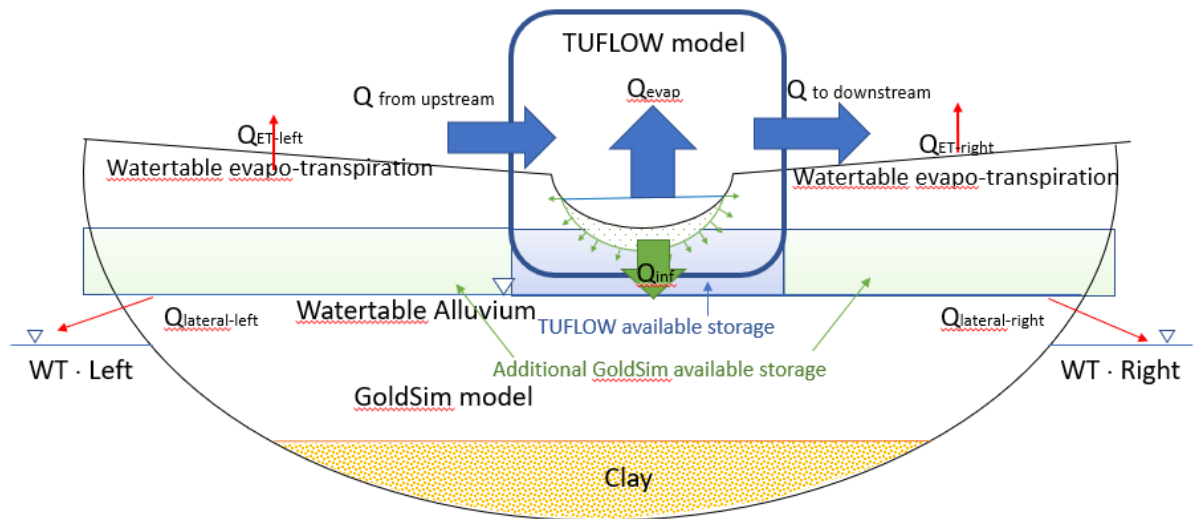 TUFLOW model
Q from upstream
Qevap
Q to downstream
QET-left
QET-right
Watertable evapo-transpiration
Watertable evapo-transpiration
Qinf
Qlateral-left
Watertable Alluvium
TUFLOW available storage
Qlateral-right
WT · Left
Additional GoldSim available storage
WT · Right
GoldSim model
Clay